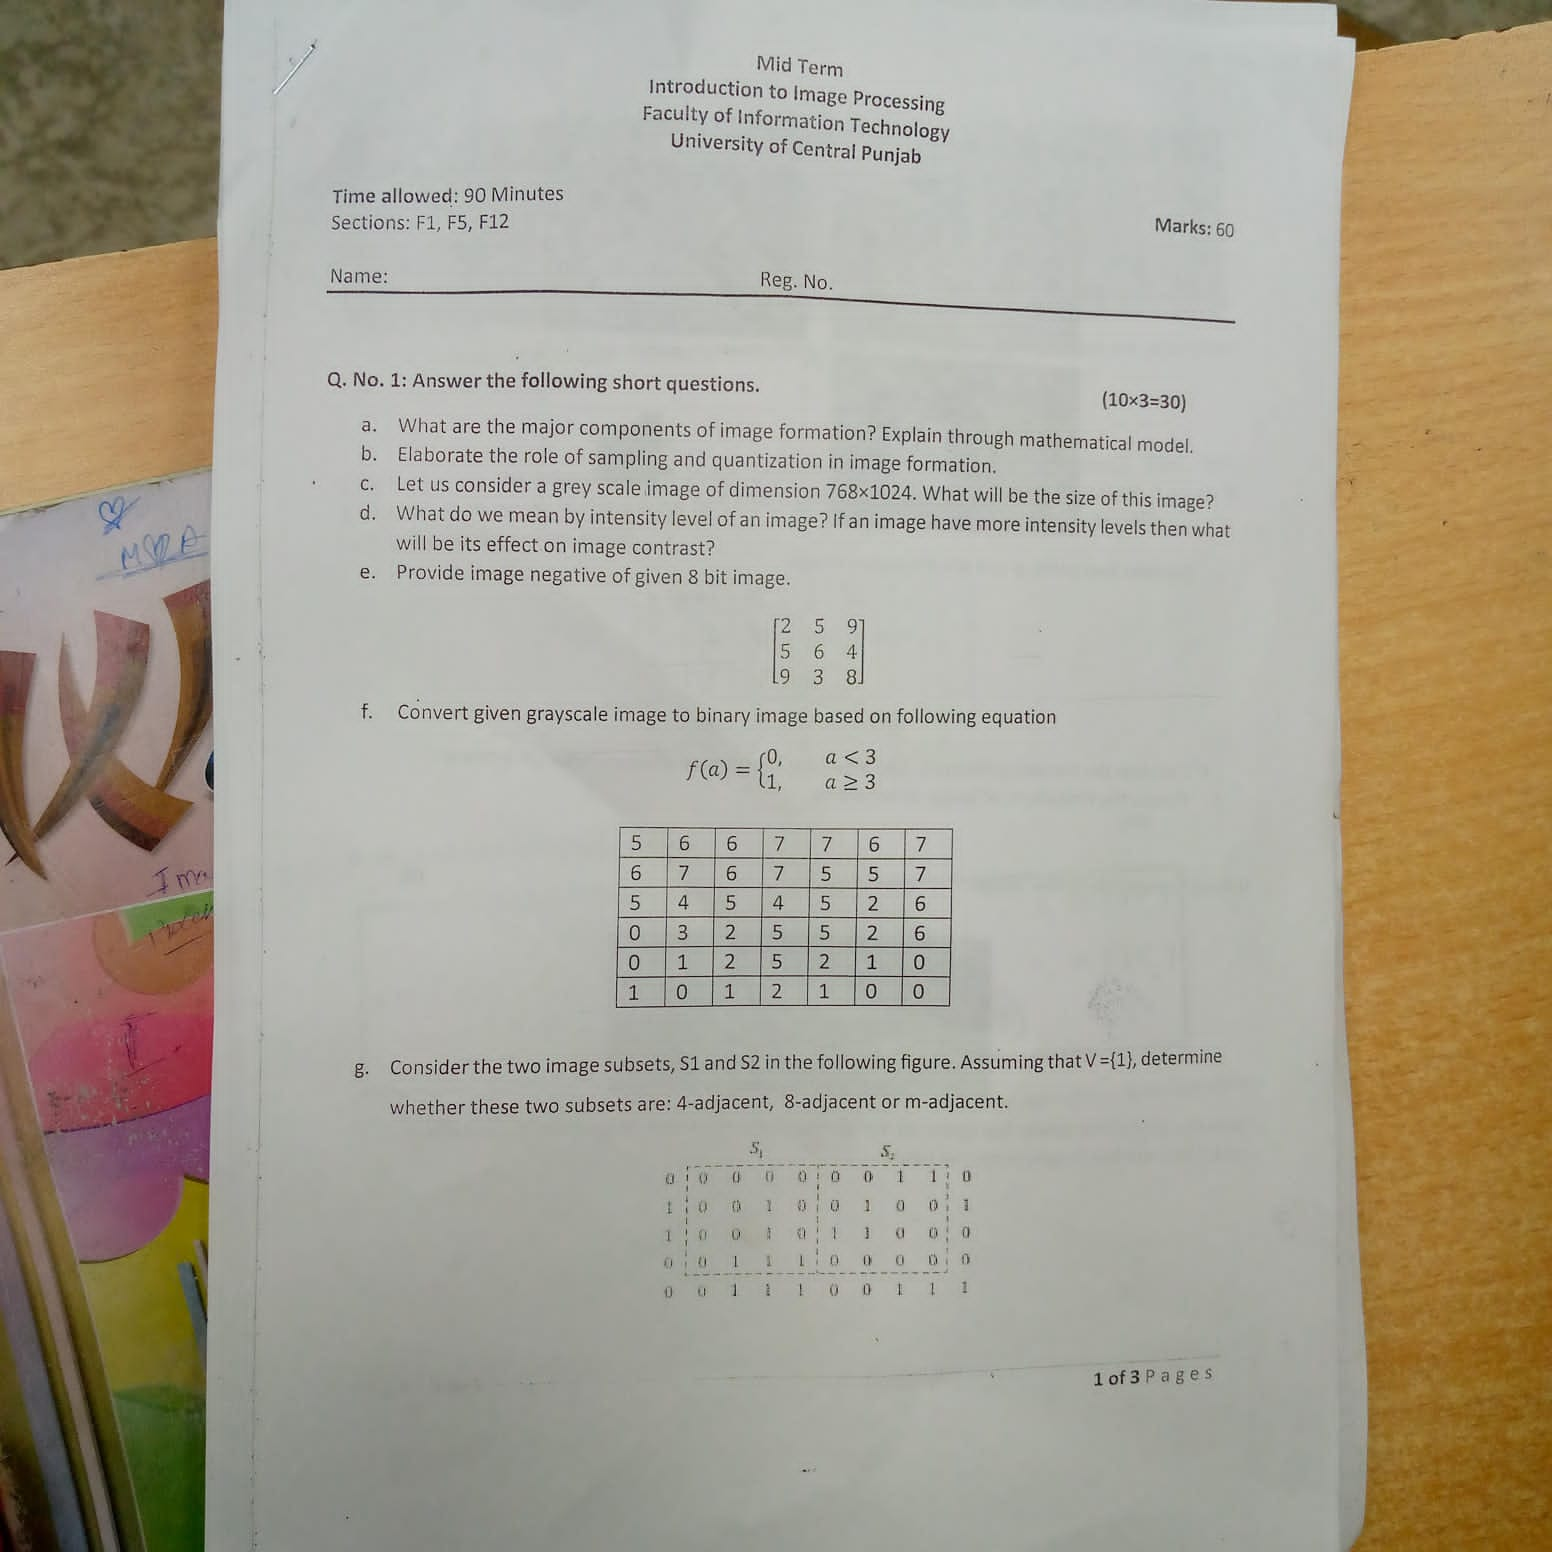 Mid Term
Introduction to Image Processing
Faculty of Information Technology
University of Central Punjab
Time allowed: 90 Minutes
Sections: F1, F5, F12
Marks: 60
Name: Reg. No.
Q. No. 1: Answer the following short questions. (10×3=30)
a. What are the major components of image formation? Explain through mathematical model.
b. Elaborate the role of sampling and quantization in image formation.
c. Let us consider a grey scale image of dimension 768×1024. What will be the size of this image?
d. What do we mean by intensity level of an image? If an image have more intensity levels then what
will be its effect on image contrast?
e. Provide image negative of given 8 bit image.
2 5 9
5 6 4
9 3 8
f. Convert given grayscale image to binary image based on following equation
f(a) = {0, a < 3
1, a ≥ 3
5 6 6 7 7 6 7
6 7 6 7 5 5 7
5 4 5 4 5 2 6
0 3 2 5 5 2 6
0 1 2 5 2 1 0
1 0 1 2 1 0 0
g. Consider the two image subsets, S1 and S2 in the following figure. Assuming that V={1}, determine
whether these two subsets are: 4-adjacent, 8-adjacent or m-adjacent.
S1 S2
0 0 0 0 0 0 0 1 1 0
1 0 0 1 0 0 1 0 0 1
1 0 0 1 0 1 1 0 0 0
0 0 1 1 1 0 0 0 0 0
0 0 1 1 1 0 0 1 1 1
1 of 3 Pages